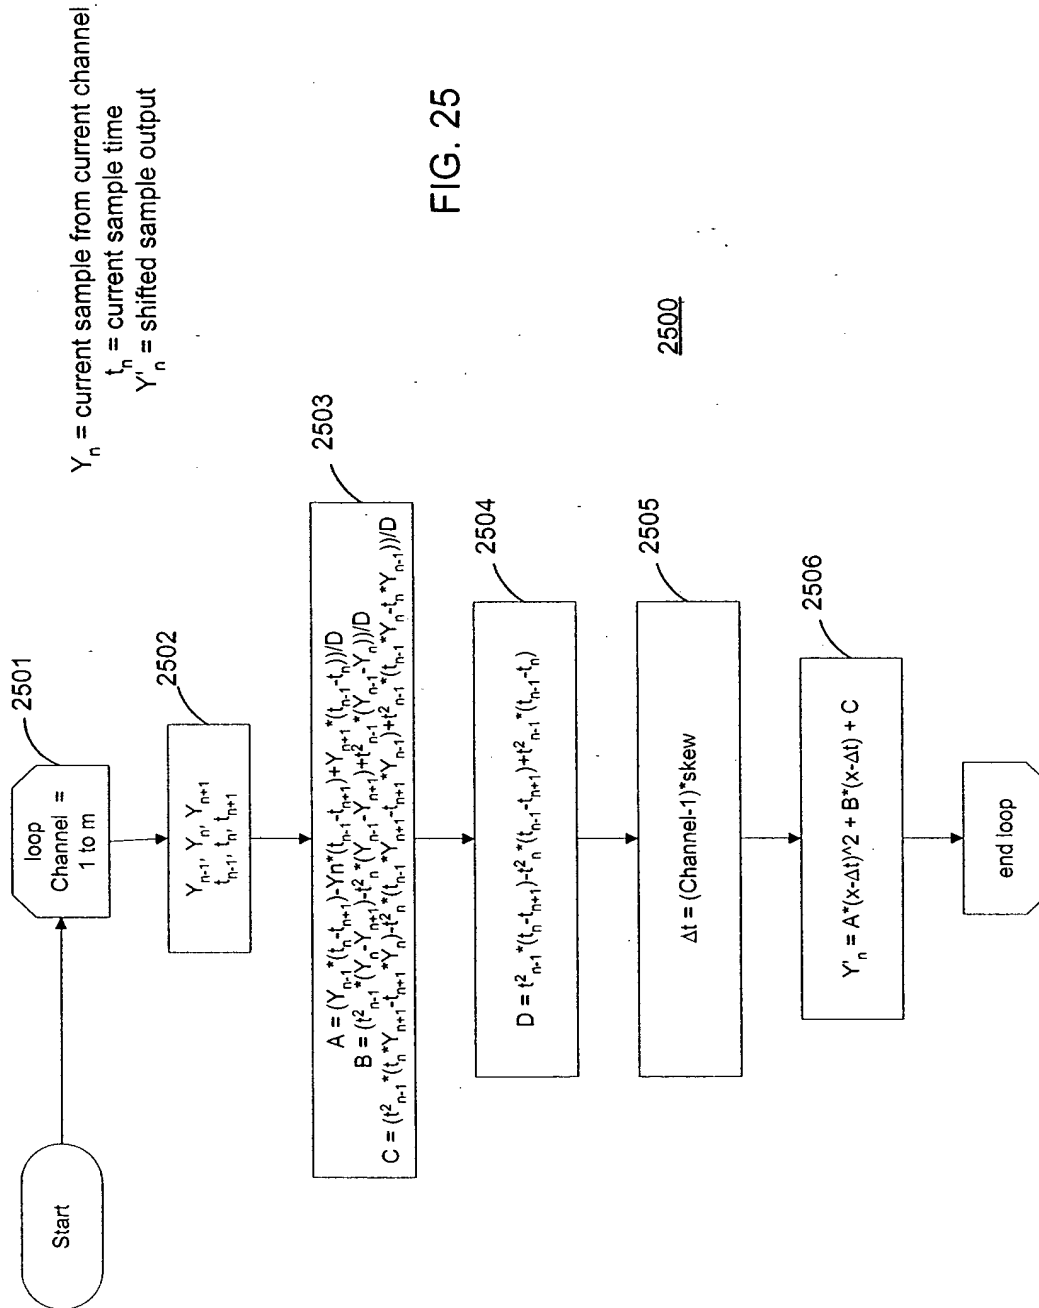 Y_n = current sample from current channel
t_n = current sample time
Y'_n = shifted sample output
FIG. 25
2500
Start
2501
loop
Channel =
1 to m
2502
Y_{n-1}, Y_n, Y_{n+1}
t_{n-1}, t_n, t_{n+1}
2503
A = (Y_{n-1}*(t_n-t_{n+1})-Yn*(t_{n-1}-t_{n+1})+Y_{n+1}*(t_{n-1}-t_n))/D
B = (t²_{n-1}*(Y_n-Y_{n+1})-t²_n*(Y_{n-1}-Y_{n+1})+t²_{n-1}*(Y_{n-1}-Y_n))/D
C = (t²_{n-1}*(t_n*Y_{n+1}-t_{n+1}*Y_n)-t²_n*(t_{n-1}*Y_{n+1}-t_{n+1}*Y_{n-1})+t²_{n-1}*(t_{n-1}*Y_n-t_n*Y_{n-1}))/D
2504
D = t²_{n-1}*(t_n-t_{n+1})-t²_n*(t_{n-1}-t_{n+1})+t²_{n-1}*(t_{n-1}-t_n)
2505
Δt = (Channel-1)*skew
2506
Y'_n = A*(x-Δt)^2 + B*(x-Δt) + C
end loop